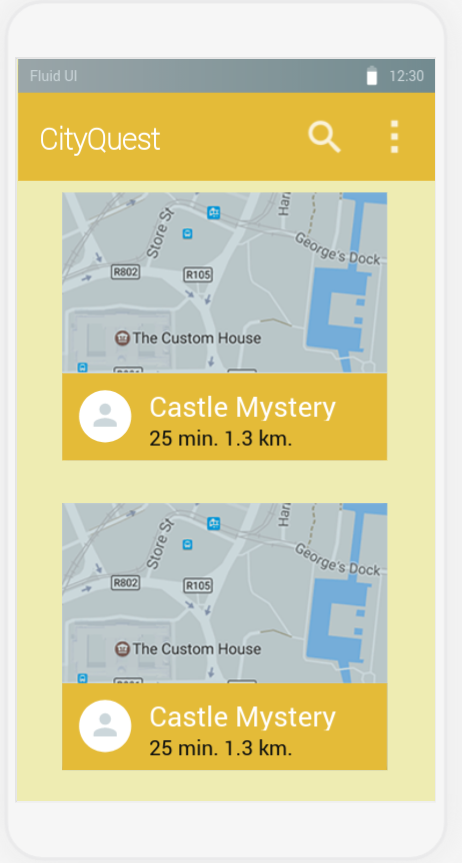 Fluid UI 12:30
CityQuest
Store St
Har
George's Dock
R802
R105
The Custom House
Castle Mystery
25 min. 1.3 km.
Store St
Har
George's Dock
R802
R105
The Custom House
Castle Mystery
25 min. 1.3 km.